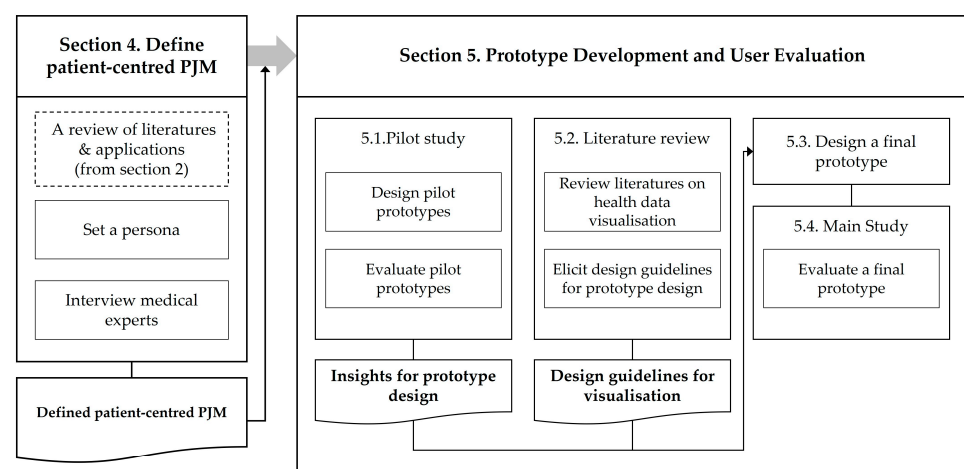 Section 4. Define
patient-centred PJM
A review of literatures
& applications
(from section 2)
Set a persona
Interview medical
experts
Defined patient-centred PJM
Section 5. Prototype Development and User Evaluation
5.1.Pilot study
Design pilot
prototypes
Evaluate pilot
prototypes
Insights for prototype
design
5.2. Literature review
Review literatures on
health data
visualisation
Elicit design guidelines
for prototype design
Design guidelines for
visualisation
5.3. Design a final
prototype
5.4. Main Study
Evaluate a final
prototype